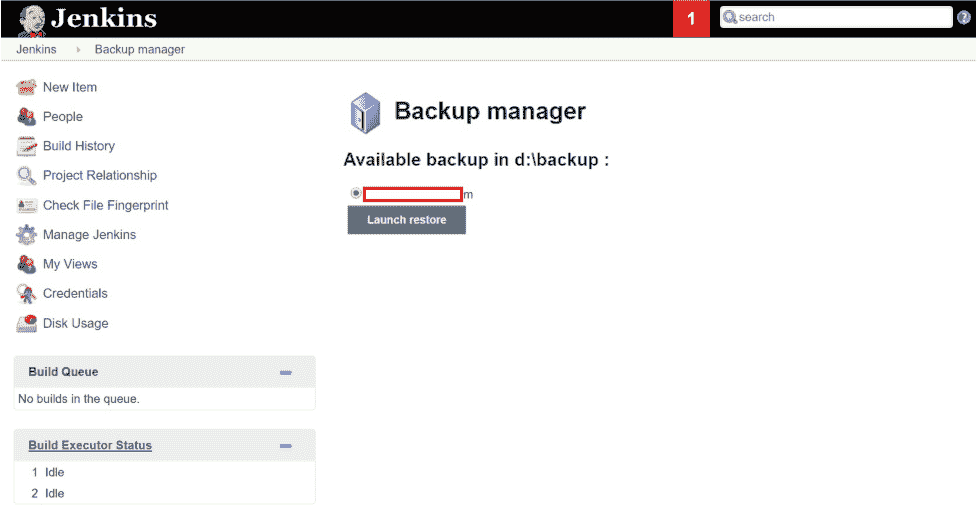 Jenkins
1
search
Jenkins
Backup manager
New Item
People
Build History
Project Relationship
Check File Fingerprint
Manage Jenkins
My Views
Credentials
Disk Usage
Build Queue
No builds in the queue.
Build Executor Status
1 Idle
2 Idle
Backup manager
Available backup in d:\backup :
m
Launch restore